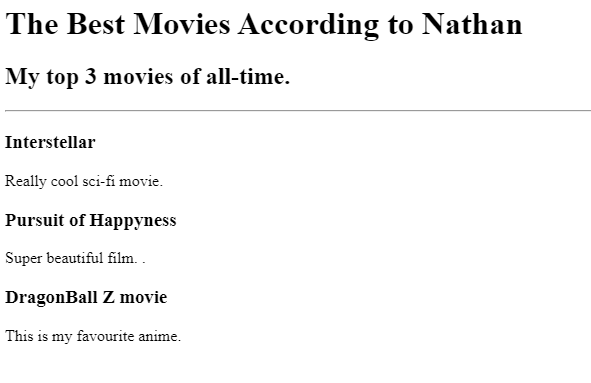 The Best Movies According to Nathan
My top 3 movies of all-time.
Interstellar
Really cool sci-fi movie.
Pursuit of Happyness
Super beautiful film. .
DragonBall Z movie
This is my favourite anime.